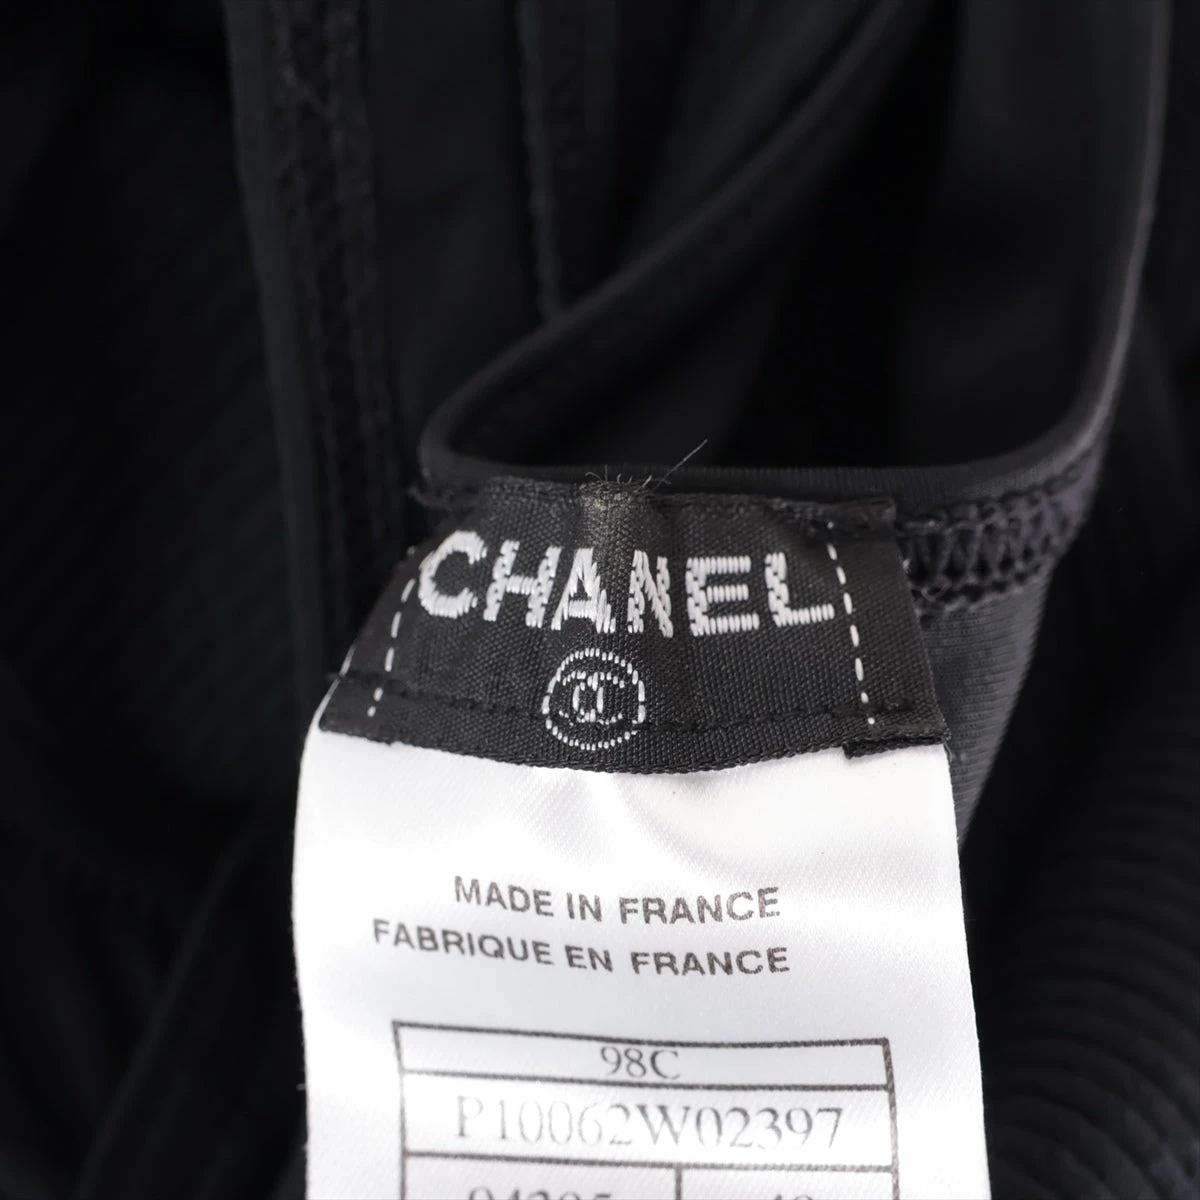 CHANEL
MADE IN FRANCE
FABRIQUE EN FRANCE
98C
P10062W02397